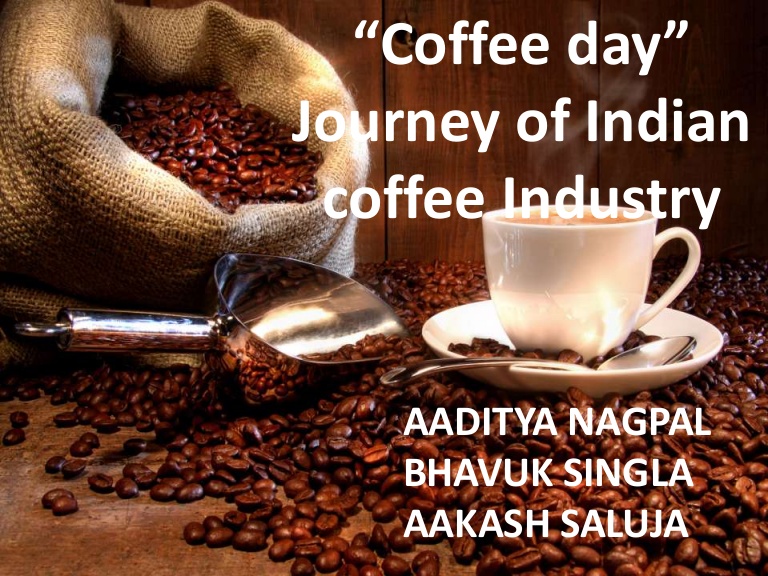 “Coffee day”
Journey of Indian
coffee Industry
AADITYA NAGPAL
BHAVUK SINGLA
AAKASH SALUJA